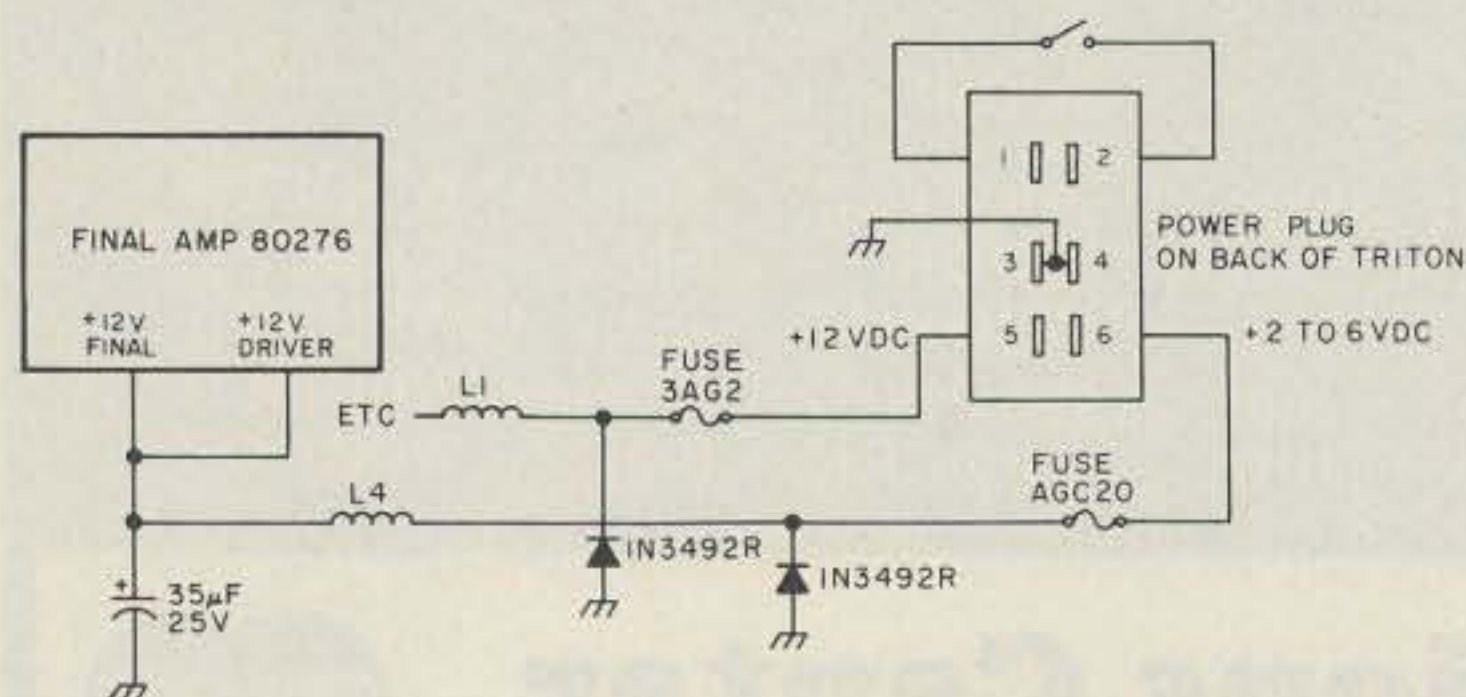 1
2
FINAL AMP 80276
POWER PLUG
ON BACK OF TRITON
3
4
+12V
FINAL
+12V
DRIVER
+12VDC
5
6
+2 TO 6VDC
L1
FUSE
3AG2
ETC
FUSE
AGC20
L4
IN3492R
IN3492R
+
35μF
25V